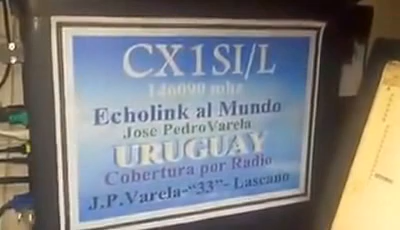 CX1SI/L
146090 mhz
Echolink al Mundo
Jose Pedro Varela
URUGUAY
Cobertura por Radio
J.P.Varela-"33"- Lascano